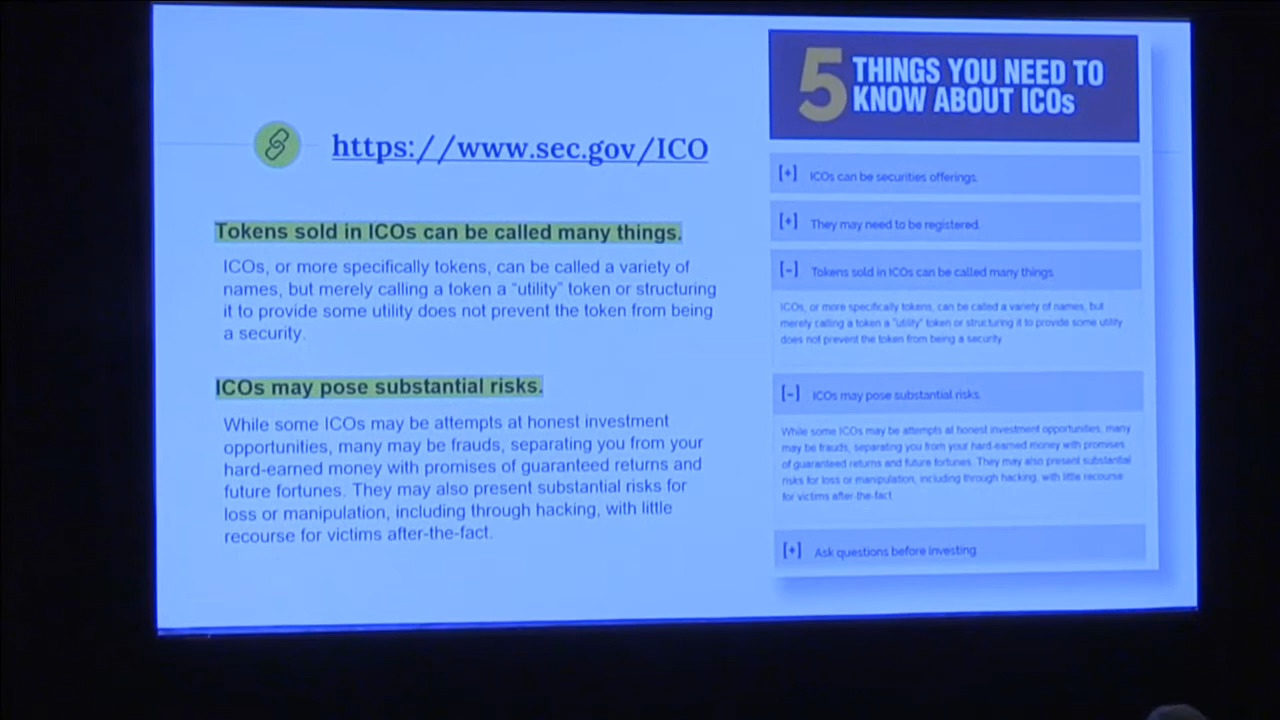 https://www.sec.gov/ICO
Tokens sold in ICOs can be called many things.
ICOs, or more specifically tokens, can be called a variety of
names, but merely calling a token a “utility” token or structuring
it to provide some utility does not prevent the token from being
a security.
ICOs may pose substantial risks.
While some ICOs may be attempts at honest investment
opportunities, many may be frauds, separating you from your
hard-earned money with promises of guaranteed returns and
future fortunes. They may also present substantial risks for
loss or manipulation, including through hacking, with little
recourse for victims after-the-fact.
5 THINGS YOU NEED TO
KNOW ABOUT ICOs
[+] ICOs can be securities offerings.
[+] They may need to be registered.
[-] Tokens sold in ICOs can be called many things.
ICOs, or more specifically tokens, can be called a variety of names, but
merely calling a token a “utility” token or structuring it to provide some utility
does not prevent the token from being a security.
[-] ICOs may pose substantial risks.
While some ICOs may be attempts at honest investment opportunities, many
may be frauds, separating you from your hard-earned money with promises
of guaranteed returns and future fortunes. They may also present substantial
risks for loss or manipulation, including through hacking, with little recourse
for victims after-the-fact.
[+] Ask questions before investing.